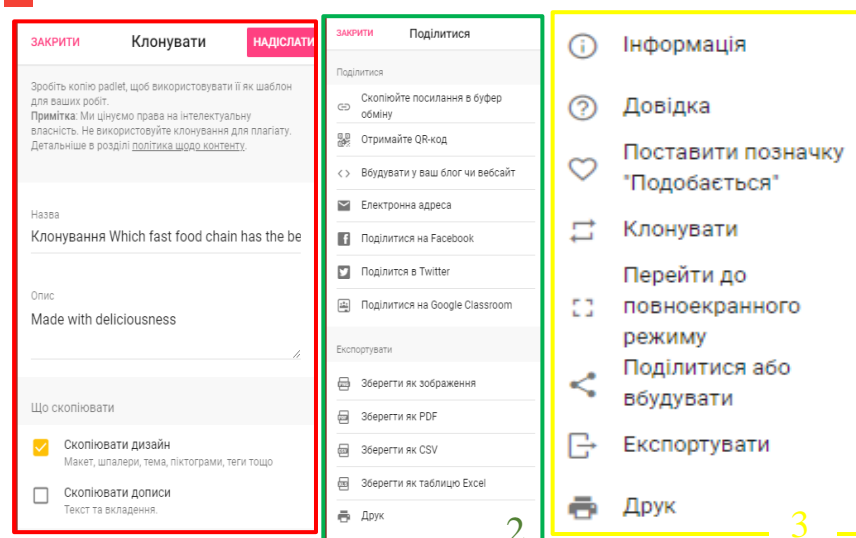 ЗАКРИТИ Клонувати НАДІСЛАТИ
Зробіть копію padlet, щоб використовувати її як шаблон
для ваших робіт.
Примітка: Ми цінуємо права на інтелектуальну
власність. Не використовуйте клонування для плагіату.
Детальніше в розділі політика щодо контенту.
Назва
Клонування Which fast food chain has the be
Опис
Made with deliciousness
Що скопіювати
Скопіювати дизайн
Макет, шпалери, тема, піктограми, теги тощо
Скопіювати дописи
Текст та вкладення.
ЗАКРИТИ Поділитися
Поділитися
Скопіюйте посилання в буфер
обміну
Отримайте QR-код
Вбудувати у ваш блог чи вебсайт
Електронна адреса
Поділитися на Facebook
Поділится в Twitter
Поділитися на Google Classroom
Експортувати
Зберегти як зображення
Зберегти як PDF
Зберегти як CSV
Зберегти як таблицю Excel
Друк
2
Інформація
Довідка
Поставити позначку
"Подобається"
Клонувати
Перейти до
повноекранного
режиму
Поділитися або
вбудувати
Експортувати
Друк
3